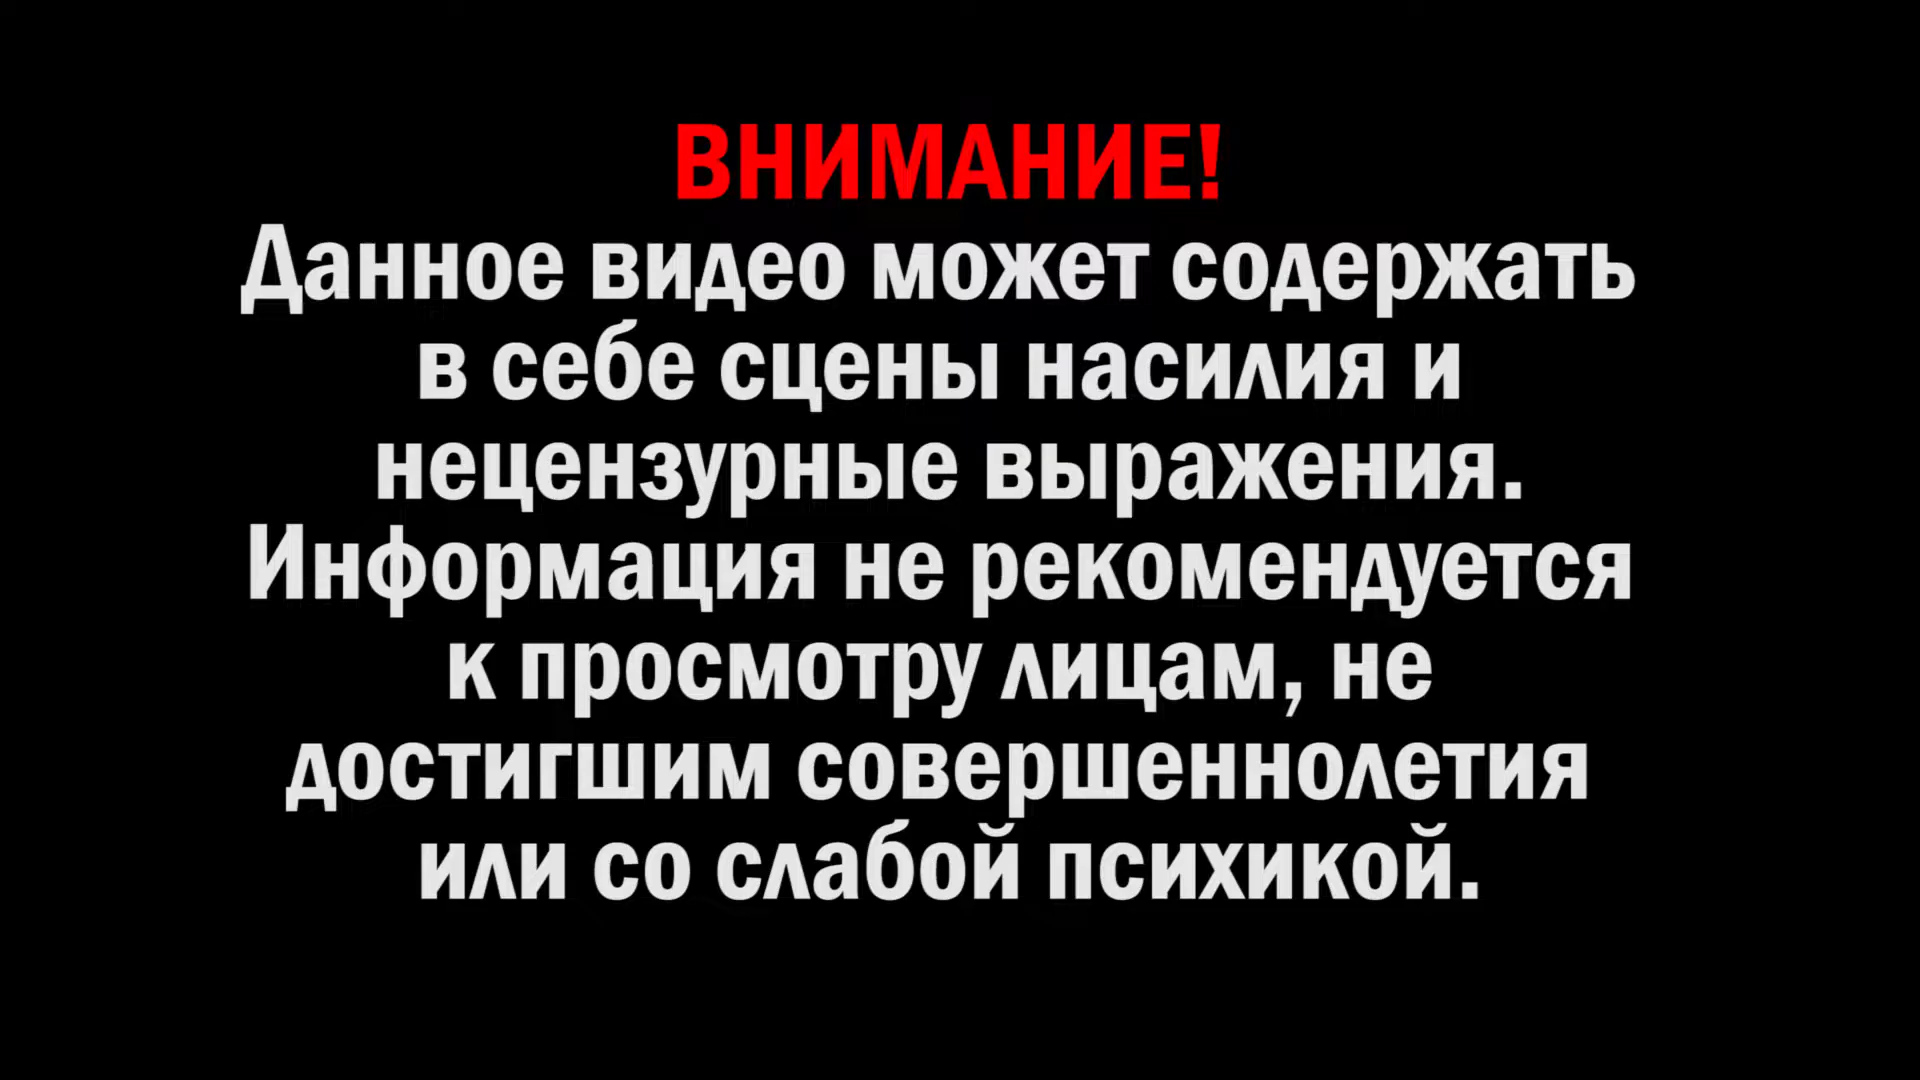 ВНИМАНИЕ!
Данное видео может содержать
в себе сцены насилия и
нецензурные выражения.
Информация не рекомендуется
к просмотру лицам, не
достигшим совершеннолетия
или со слабой психикой.